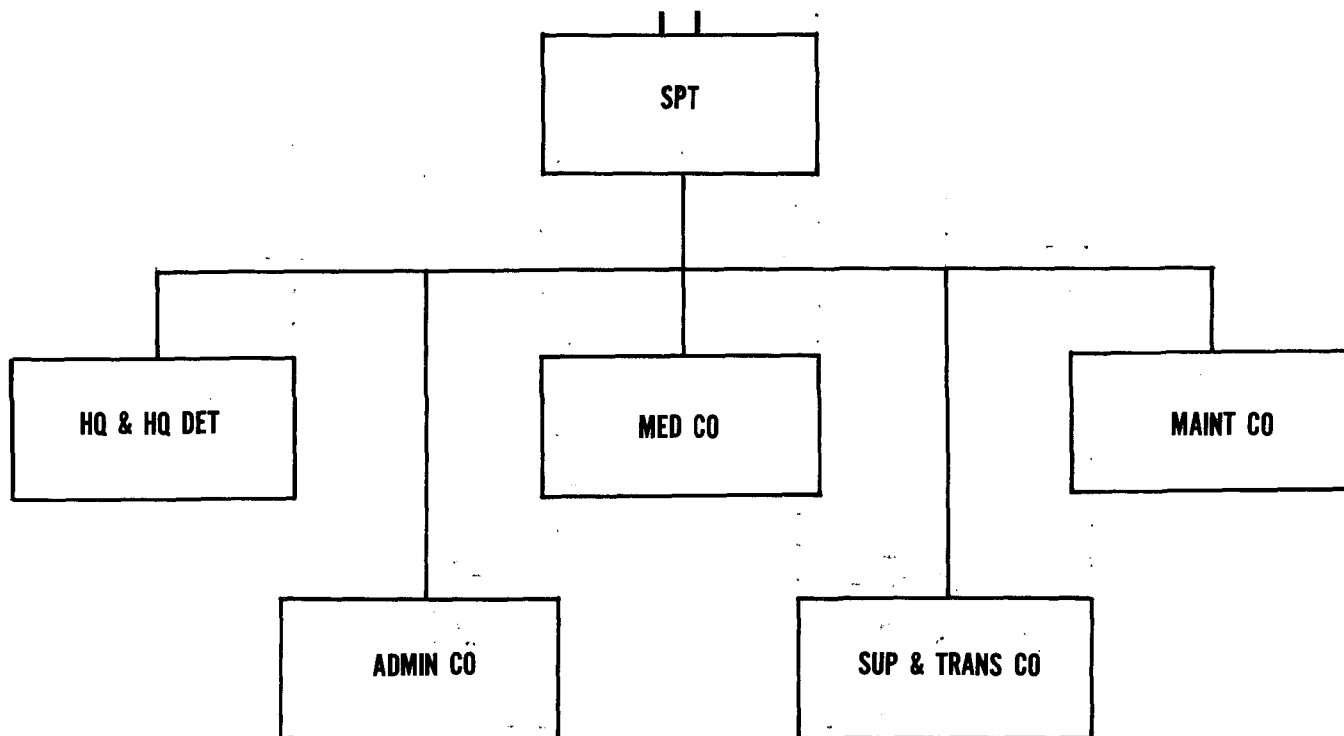 SPT
HQ & HQ DET
MED CO
MAINT CO
ADMIN CO
SUP & TRANS CO